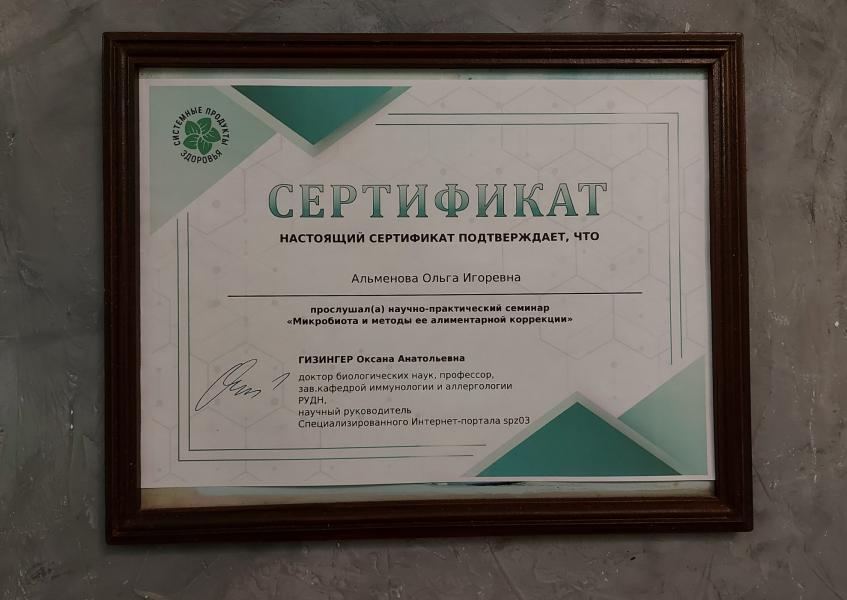 СИСТЕМНЫЕ ПРОДУКТЫ
ЗДОРОВЬЯ
СЕРТИФИКАТ
НАСТОЯЩИЙ СЕРТИФИКАТ ПОДТВЕРЖДАЕТ, ЧТО
Альменова Ольга Игоревна
прослушал(а) научно-практический семинар
«Микробиота и методы ее алиментарной коррекции»
ГИЗИНГЕР Оксана Анатольевна
доктор биологических наук, профессор,
зав.кафедрой иммунологии и аллергологии
РУДН,
научный руководитель
Специализированного Интернет-портала spz03